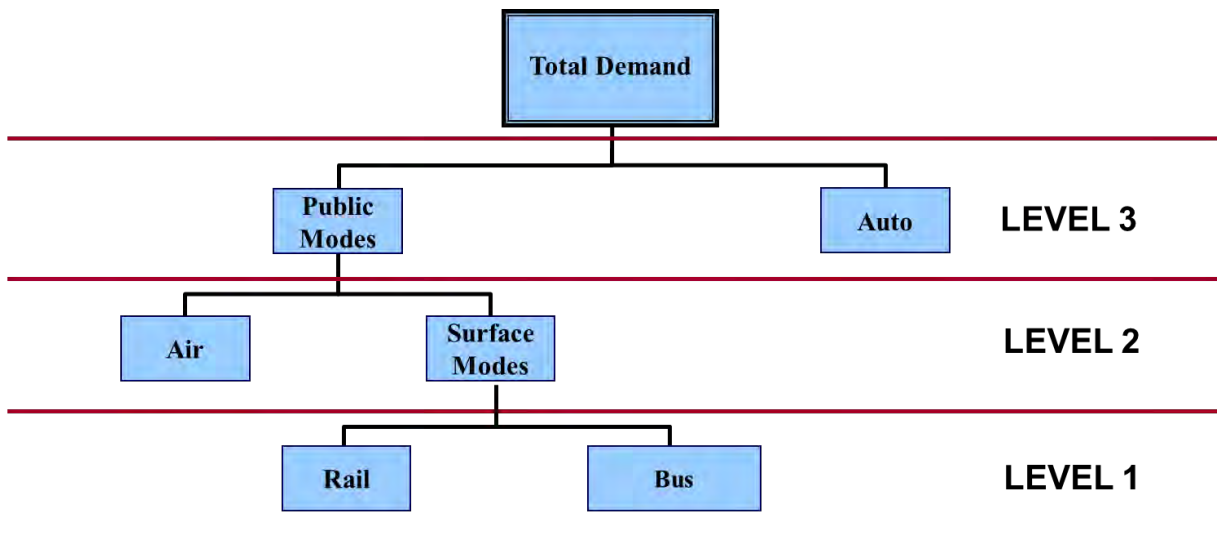 Total Demand
Public
Modes
Auto
LEVEL 3
Air
Surface
Modes
LEVEL 2
Rail
Bus
LEVEL 1